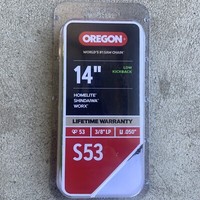 OREGON
WORLD'S #1 SAW CHAIN
14"
LOW
KICKBACK
HOMELITE
SHINDAIWA
WORX
LIFETIME WARRANTY
53 3/8" LP .050"
S53